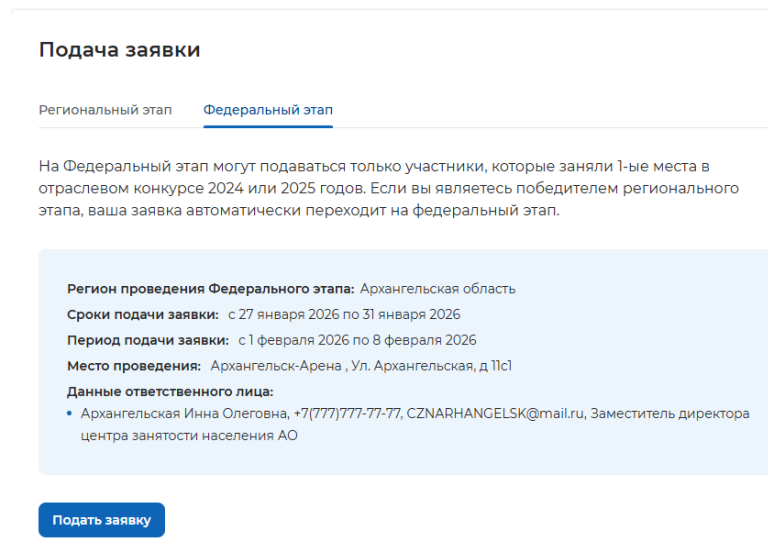 Подача заявки
Региональный этап Федеральный этап
На Федеральный этап могут подаваться только участники, которые заняли 1-ые места в
отраслевом конкурсе 2024 или 2025 годов. Если вы являетесь победителем регионального
этапа, ваша заявка автоматически переходит на федеральный этап.
Регион проведения Федерального этапа: Архангельская область
Сроки подачи заявки: с 27 января 2026 по 31 января 2026
Период подачи заявки: с 1 февраля 2026 по 8 февраля 2026
Место проведения: Архангельск-Арена , Ул. Архангельская, д 11с1
Данные ответственного лица:
• Архангельская Инна Олеговна, +7(777)777-77-77, CZNARHANGELSK@mail.ru, Заместитель директора
центра занятости населения АО
Подать заявку